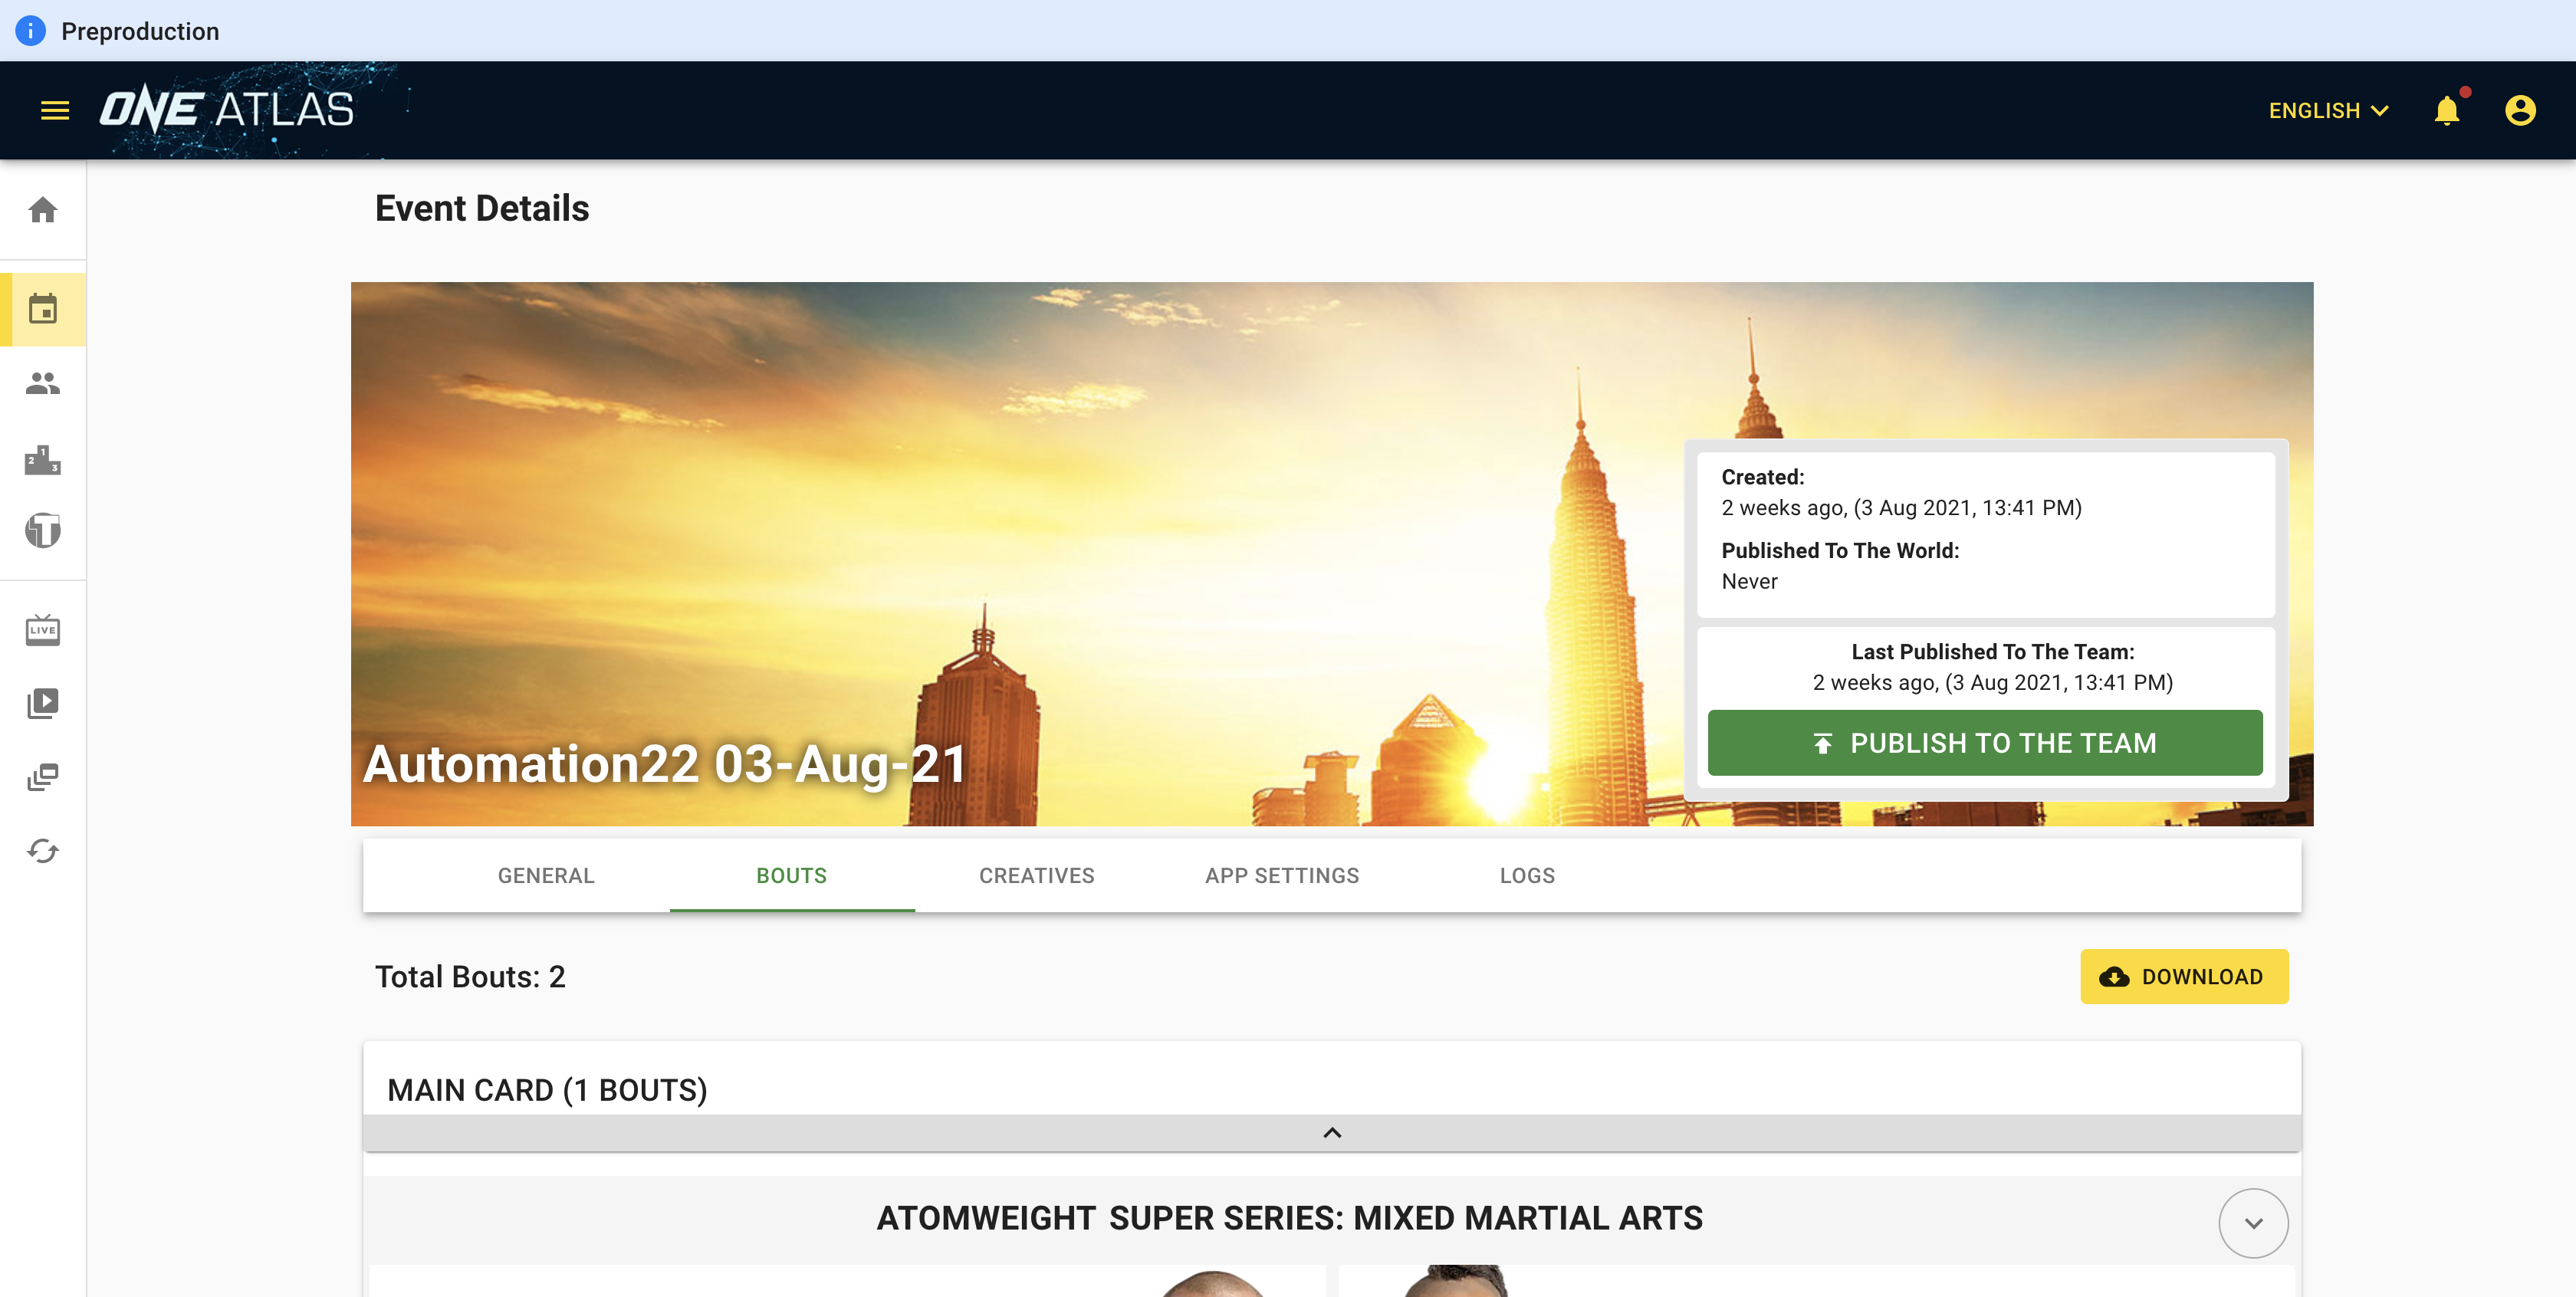 Preproduction
ONE ATLAS
ENGLISH
Event Details
Created:
2 weeks ago, (3 Aug 2021, 13:41 PM)
Published To The World:
Never
Last Published To The Team:
2 weeks ago, (3 Aug 2021, 13:41 PM)
PUBLISH TO THE TEAM
Automation22 03-Aug-21
GENERAL
BOUTS
CREATIVES
APP SETTINGS
LOGS
Total Bouts: 2
DOWNLOAD
MAIN CARD (1 BOUTS)
ATOMWEIGHT SUPER SERIES: MIXED MARTIAL ARTS
2 1 3
LIVE